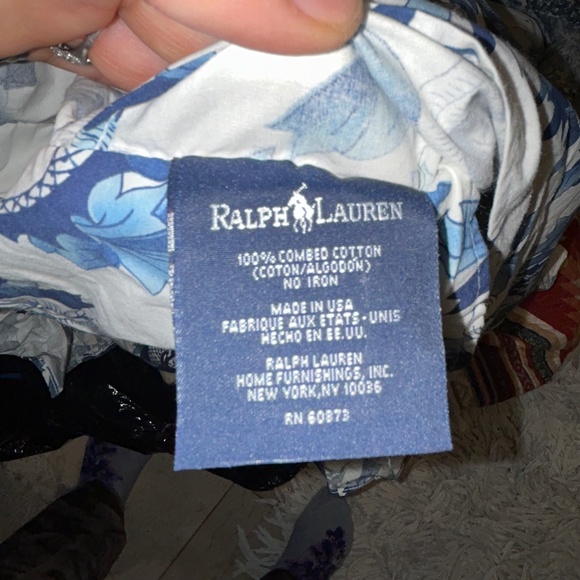 RALPH LAUREN
100% COMBED COTTON
(COTON/ALGODON)
NO IRON
MADE IN USA
FABRIQUE AUX ETATS-UNIS
HECHO EN EE.UU.
RALPH LAUREN
HOME FURNISHINGS, INC.
NEW YORK,NY 10036
RN 60873